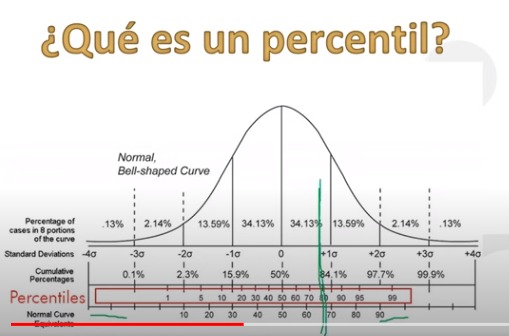 ¿Qué es un percentil?
Normal,
Bell-shaped Curve
Percentage of
cases in 8 portions
of the curve
.13% 2.14% 13.59% 34.13% 34.13% 13.59% 2.14% .13%
Standard Deviations -4σ -3σ -2σ -1σ 0 +1σ +2σ +3σ +4σ
Cumulative
Percentages
0.1% 2.3% 15.9% 50% 84.1% 97.7% 99.9%
Percentiles 1 5 10 20 30 40 50 60 70 80 90 95 99
Normal Curve
Equivalents
10 20 30 40 50 60 70 80 90